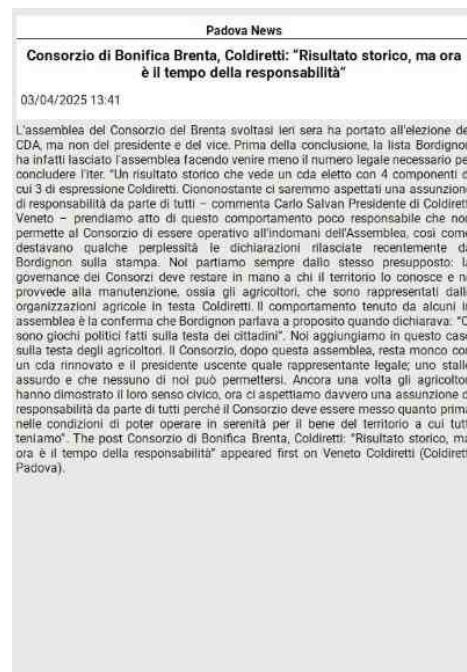 Padova News
Consorzio di Bonifica Brenta, Coldiretti: “Risultato storico, ma ora
è il tempo della responsabilità”
03/04/2025 13:41
L'assemblea del Consorzio del Brenta svoltasi ieri sera ha portato all'elezione de
CDA, ma non del presidente e del vice. Prima della conclusione, la lista Bordignon
ha infatti lasciato l'assemblea facendo venire meno il numero legale necessario pe
concludere l'iter. “Un risultato storico che vede un cda eletto con 4 componenti d
cui 3 di espressione Coldiretti. Ciononostante ci saremmo aspettati una assunzion
di responsabilità da parte di tutti – commenta Carlo Salvan Presidente di Coldirett
Veneto – prendiamo atto di questo comportamento poco responsabile che non
permette al Consorzio di essere operativo all'indomani dell'Assemblea, così come
destavano qualche perplessità le dichiarazioni rilasciate recentemente da
Bordignon sulla stampa. Noi partiamo sempre dallo stesso presupposto: la
governance dei Consorzi deve restare in mano a chi il territorio lo conosce e ne
provvede alla manutenzione, ossia gli agricoltori, che sono rappresentati dalle
organizzazioni agricole in testa Coldiretti. Il comportamento tenuto da alcuni in
assemblea è la conferma che Bordignon parlava a proposito quando dichiarava: “C
sono giochi politici fatti sulla testa dei cittadini”. Noi aggiungiamo in questo caso
sulla testa degli agricoltori. Il Consorzio, dopo questa assemblea, resta monco con
un cda rinnovato e il presidente uscente quale rappresentante legale; uno stallo
assurdo e che nessuno di noi può permettersi. Ancora una volta gli agricoltor
hanno dimostrato il loro senso civico, ora ci aspettiamo davvero una assunzione d
responsabilità da parte di tutti perché il Consorzio deve essere messo quanto prima
nelle condizioni di poter operare in serenità per il bene del territorio a cui tutt
teniamo”. The post Consorzio di Bonifica Brenta, Coldiretti: “Risultato storico, ma
ora è il tempo della responsabilità” appeared first on Veneto Coldiretti (Coldirett
Padova).